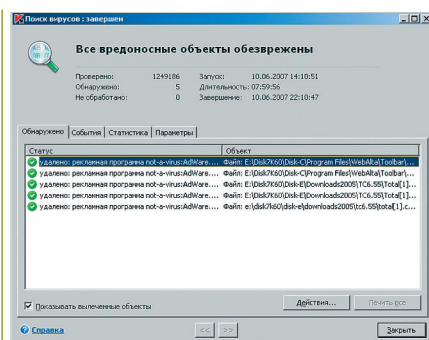 Поиск вирусов : завершен
Все вредоносные объекты обезврежены
Проверено: 1249186 Запуск: 10.06.2007 14:10:51
Обнаружено: 5 Длительность: 07:59:56
Не обработано: 0 Завершение: 10.06.2007 22:10:47
Обнаружено События Статистика Параметры
Статус Объект
удалено: рекламная программа not-a-virus:AdWare.... Файл: E:\Disk7K60\Disk-C\Program Files\WebAlta\Toolbar\...
удалено: рекламная программа not-a-virus:AdWare.... Файл: E:\Disk7K60\Disk-C\Program Files\WebAlta\Toolbar\...
удалено: рекламная программа not-a-virus:AdWare.... Файл: E:\Disk7K60\Disk-E\Downloads2005\TC6.55\Total[1]...
удалено: рекламная программа not-a-virus:AdWare.... Файл: E:\Disk7K60\Disk-E\Downloads2005\TC6.55\Total[1]...
удалено: рекламная программа not-a-virus:AdWare.... Файл: e:\disk7k60\disk-e\downloads2005\tc6.55\total[1].c...
Показывать вылеченные объекты Действия... Лечить все
Справка << >> Закрыть